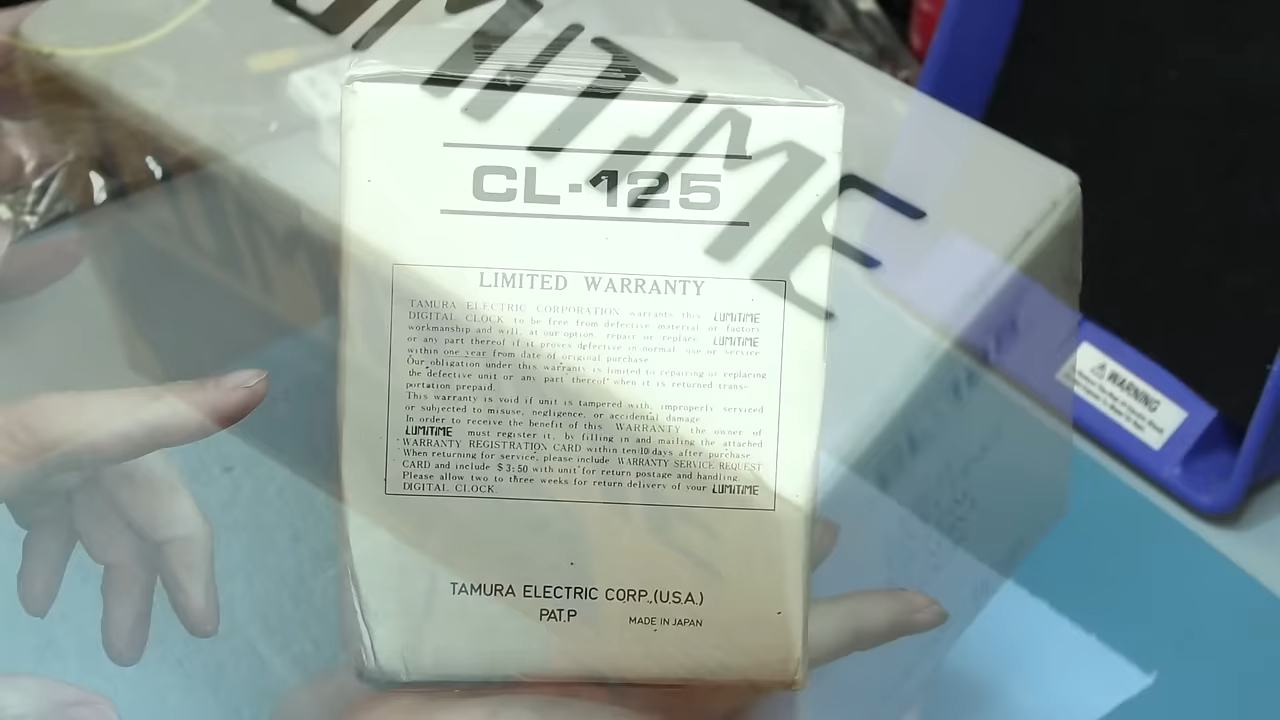 LUMiTiME
CL-125
LIMITED WARRANTY
TAMURA ELECTRIC CORPORATION warrants this LUMiTiME
DIGITAL CLOCK to be free from defective material or factory
workmanship and will, at our option, repair or replace LUMiTiME
or any part thereof if it proves defective in normal use or service
within one year from date of original purchase.
Our obligation under this warranty is limited to repairing or replacing
the defective unit or any part thereof when it is returned trans-
portation prepaid.
This warranty is void if unit is tampered with, improperly serviced
or subjected to misuse, negligence, or accidental damage
In order to receive the benefit of this WARRANTY the owner of
LUMiTiME must register it, by filling in and mailing the attached
WARRANTY REGISTRATION CARD within ten 10 days after purchase
When returning for service, please include WARRANTY SERVICE REQUEST
CARD and include $3.50 with unit for return postage and handling.
Please allow two to three weeks for return delivery of your LUMiTiME
DIGITAL CLOCK.
TAMURA ELECTRIC CORP.,(U.S.A.)
PAT.P MADE IN JAPAN
WARNING